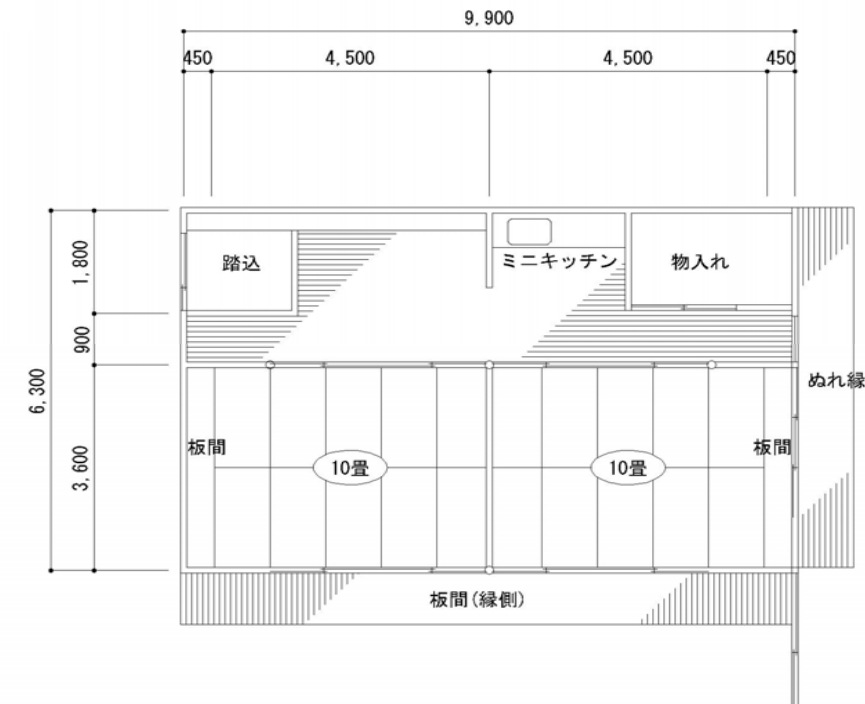 9,900
450
4,500
4,500
450
1,800
900
6,300
3,600
踏込
ミニキッチン
物入れ
ぬれ縁
板間
10畳
10畳
板間
板間(縁側)